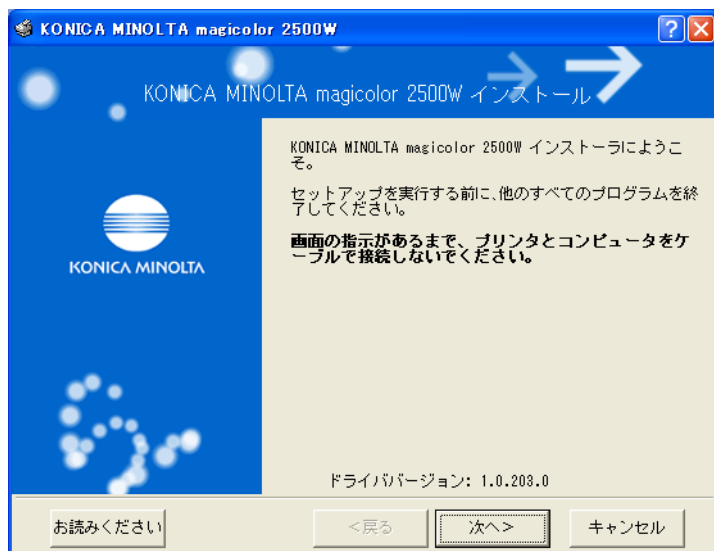 KONICA MINOLTA magicolor 2500W
KONICA MINOLTA magicolor 2500W インストール
KONICA MINOLTA
KONICA MINOLTA magicolor 2500W インストーラにようこ
そ。
セットアップを実行する前に、他のすべてのプログラムを終
了してください。
画面の指示があるまで、プリンタとコンピュータをケ
ーブルで接続しないでください。
ドライババージョン: 1.0.203.0
お読みください
<戻る
次へ>
キャンセル